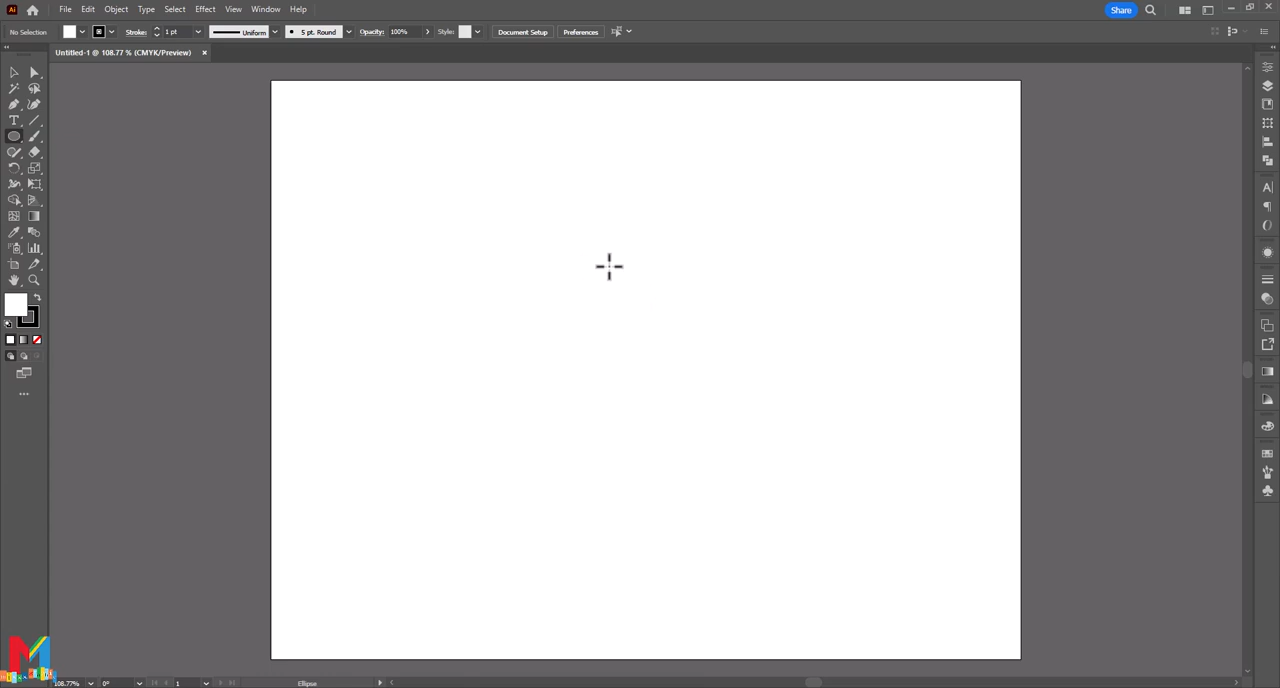 Ai File Edit Object Type Select Effect View Window Help Share
No Selection Stroke: 1 pt Uniform 5 pt. Round Opacity: 100% Style: Document Setup Preferences
Untitled-1 @ 108.77 % (CMYK/Preview) ×
108.77% 0° 1 Ellipse